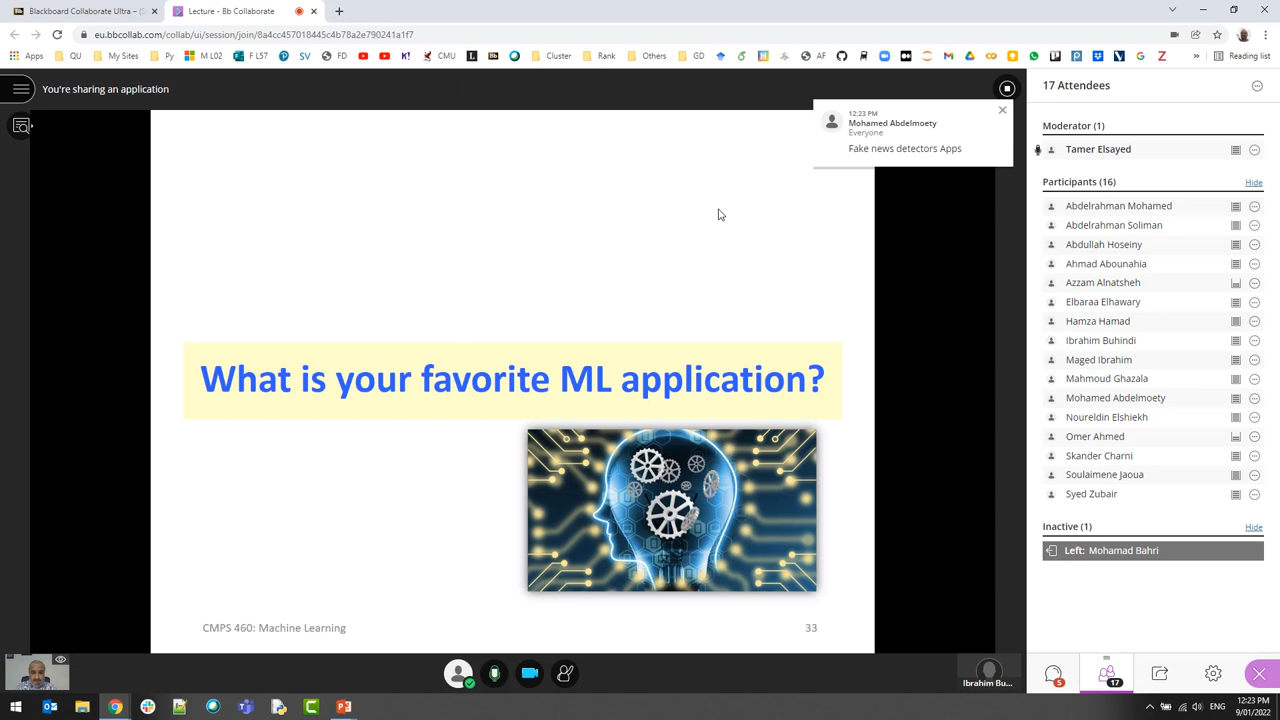 Blackboard Collaborate Ultra – (S
Lecture - Bb Collaborate
eu.bbcollab.com/collab/ui/session/join/8a4cc457018445c4b78a2e790241a1f7
Apps
QU
My Sites
Py
M L02
F L57
SV
FD
CMU
Cluster
Rank
Others
GD
AF
Reading list
You're sharing an application
12:23 PM
Mohamed Abdelmoety
Everyone
Fake news detectors Apps
What is your favorite ML application?
CMPS 460: Machine Learning
33
17 Attendees
Moderator (1)
Tamer Elsayed
Participants (16)
Hide
Abdelrahman Mohamed
Abdelrahman Soliman
Abdullah Hoseiny
Ahmad Abounahia
Azzam Alnatsheh
Elbaraa Elhawary
Hamza Hamad
Ibrahim Buhindi
Maged Ibrahim
Mahmoud Ghazala
Mohamed Abdelmoety
Noureldin Elshiekh
Omer Ahmed
Skander Charni
Soulaimene Jaoua
Syed Zubair
Inactive (1)
Hide
Left: Mohamad Bahri
Ibrahim Bu...
5
17
ENG
12:23 PM
9/01/2022